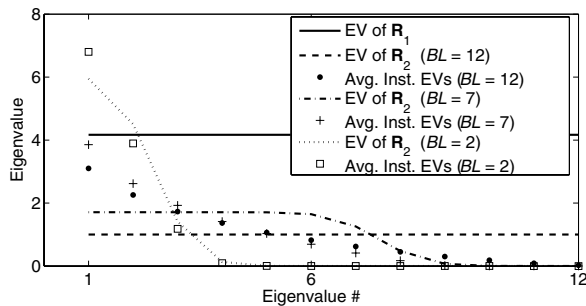 8
6
4
2
0
Eigenvalue
1
6
12
Eigenvalue #
EV of R₁
EV of R₂ (BL = 12)
Avg. Inst. EVs (BL = 12)
EV of R₂ (BL = 7)
Avg. Inst. EVs (BL = 7)
EV of R₂ (BL = 2)
Avg. Inst. EVs (BL = 2)